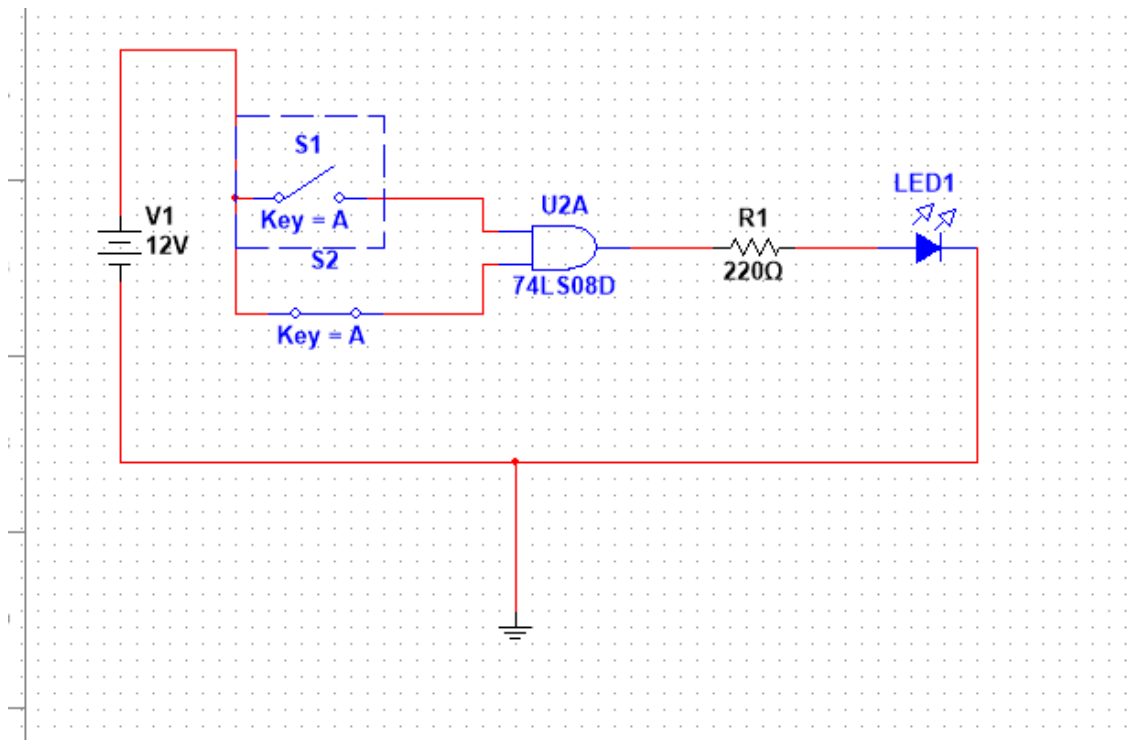 S1
Key = A
S2
Key = A
V1
12V
U2A
74LS08D
R1
220Ω
LED1